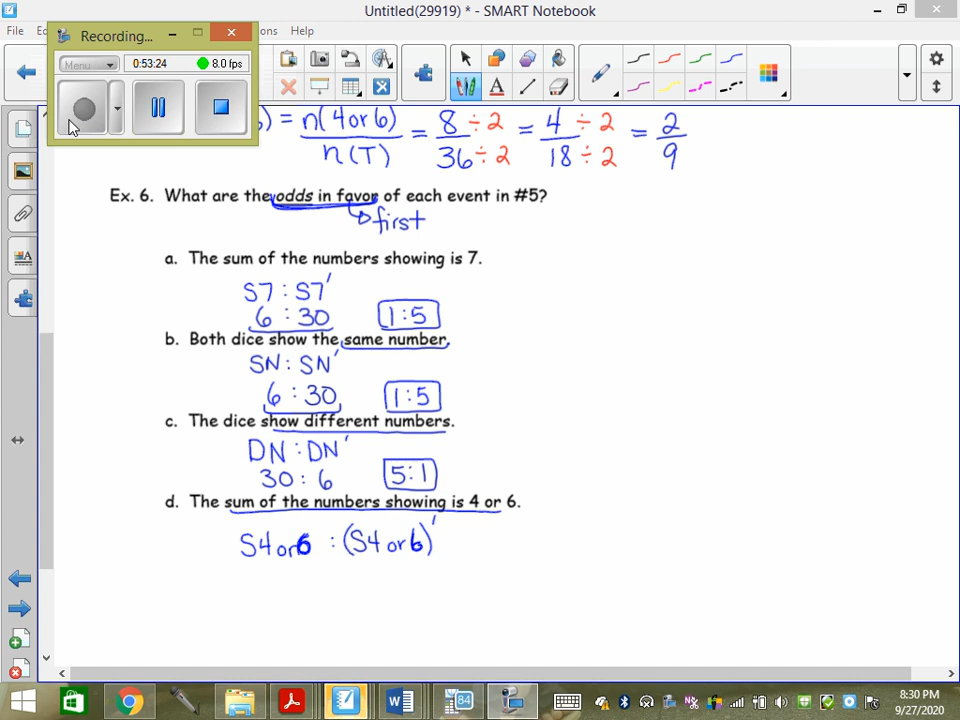 Untitled(29919) * - SMART Notebook
File
ions Help
Recording...
Menu
0:53:24
8.0 fps
) = n(4 or 6) / n(T) = 8 ÷ 2 / 36 ÷ 2 = 4 ÷ 2 / 18 ÷ 2 = 2 / 9
Ex. 6. What are the odds in favor of each event in #5?
first
a. The sum of the numbers showing is 7.
S7 : S7'
6 : 30 1:5
b. Both dice show the same number.
SN : SN'
6 : 30 1:5
c. The dice show different numbers.
DN : DN'
30 : 6 5:1
d. The sum of the numbers showing is 4 or 6.
S4 or 6 : (S4 or 6)'
84
8:30 PM
9/27/2020